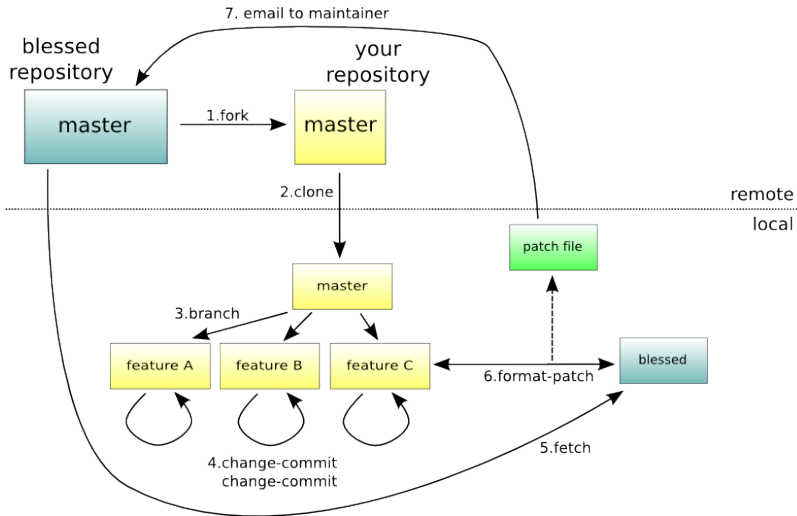 7. email to maintainer
blessed
repository
your
repository
master
1.fork
master
2.clone
remote
local
patch file
master
3.branch
feature A
feature B
feature C
blessed
6.format-patch
4.change-commit
change-commit
5.fetch